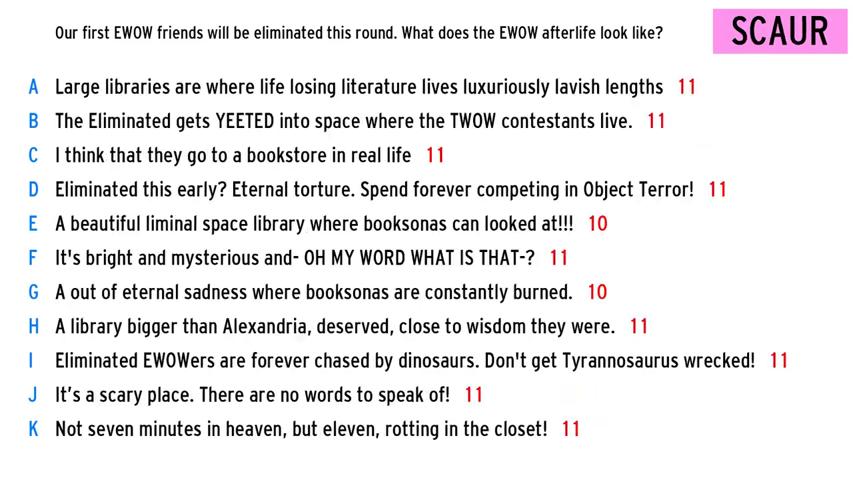 Our first EWOW friends will be eliminated this round. What does the EWOW afterlife look like?
SCAUR
A Large libraries are where life losing literature lives luxuriously lavish lengths 11
B The Eliminated gets YEETED into space where the TWOW contestants live. 11
C I think that they go to a bookstore in real life 11
D Eliminated this early? Eternal torture. Spend forever competing in Object Terror! 11
E A beautiful liminal space library where booksonas can looked at!!! 10
F It's bright and mysterious and- OH MY WORD WHAT IS THAT-? 11
G A out of eternal sadness where booksonas are constantly burned. 10
H A library bigger than Alexandria, deserved, close to wisdom they were. 11
I Eliminated EWOWers are forever chased by dinosaurs. Don't get Tyrannosaurus wrecked! 11
J It’s a scary place. There are no words to speak of! 11
K Not seven minutes in heaven, but eleven, rotting in the closet! 11